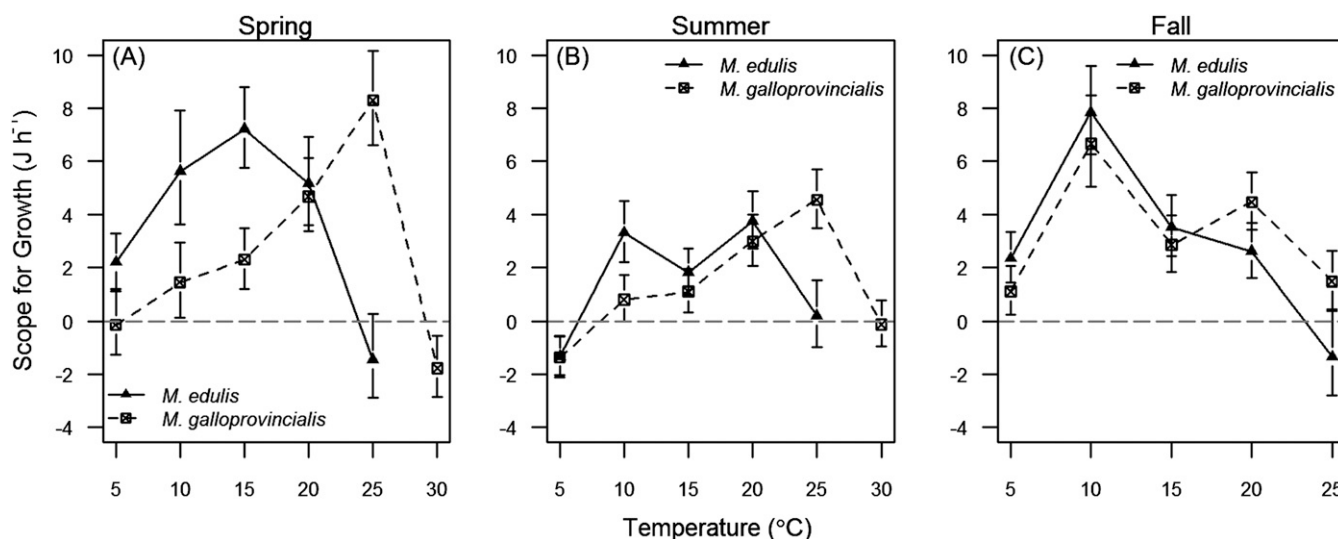 Spring
Summer
Fall
Scope for Growth (J h⁻¹)
10
8
6
4
2
0
-2
-4
(A)
M. edulis
M. galloprovincialis
5 10 15 20 25 30
10
8
6
4
2
0
-2
-4
(B)
M. edulis
M. galloprovincialis
5 10 15 20 25 30
10
8
6
4
2
0
-2
-4
(C)
M. edulis
M. galloprovincialis
5 10 15 20 25
Temperature (°C)